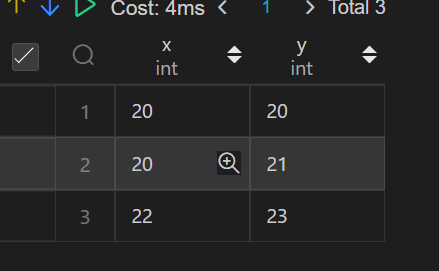 Cost: 4ms < 1 > Total 3
x y
int int
1 20 20
2 20 21
3 22 23